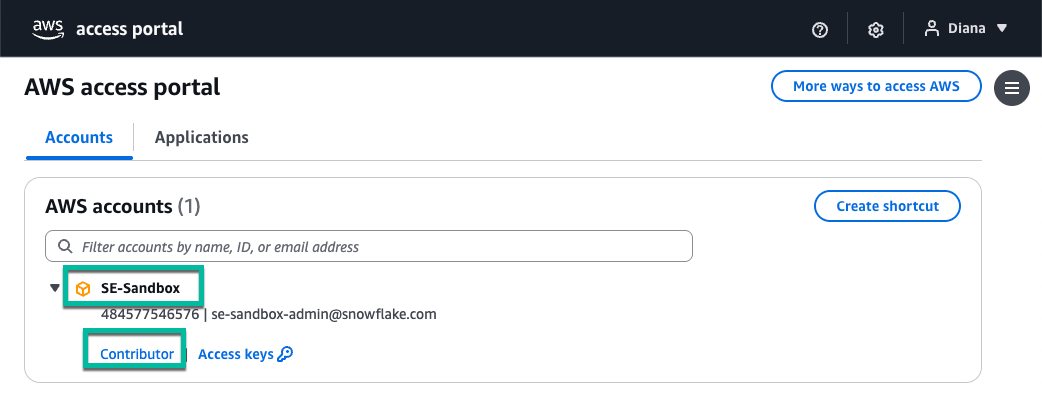 aws access portal Diana
AWS access portal More ways to access AWS
Accounts Applications
AWS accounts (1) Create shortcut
Filter accounts by name, ID, or email address
SE-Sandbox
484577546576 | se-sandbox-admin@snowflake.com
Contributor | Access keys